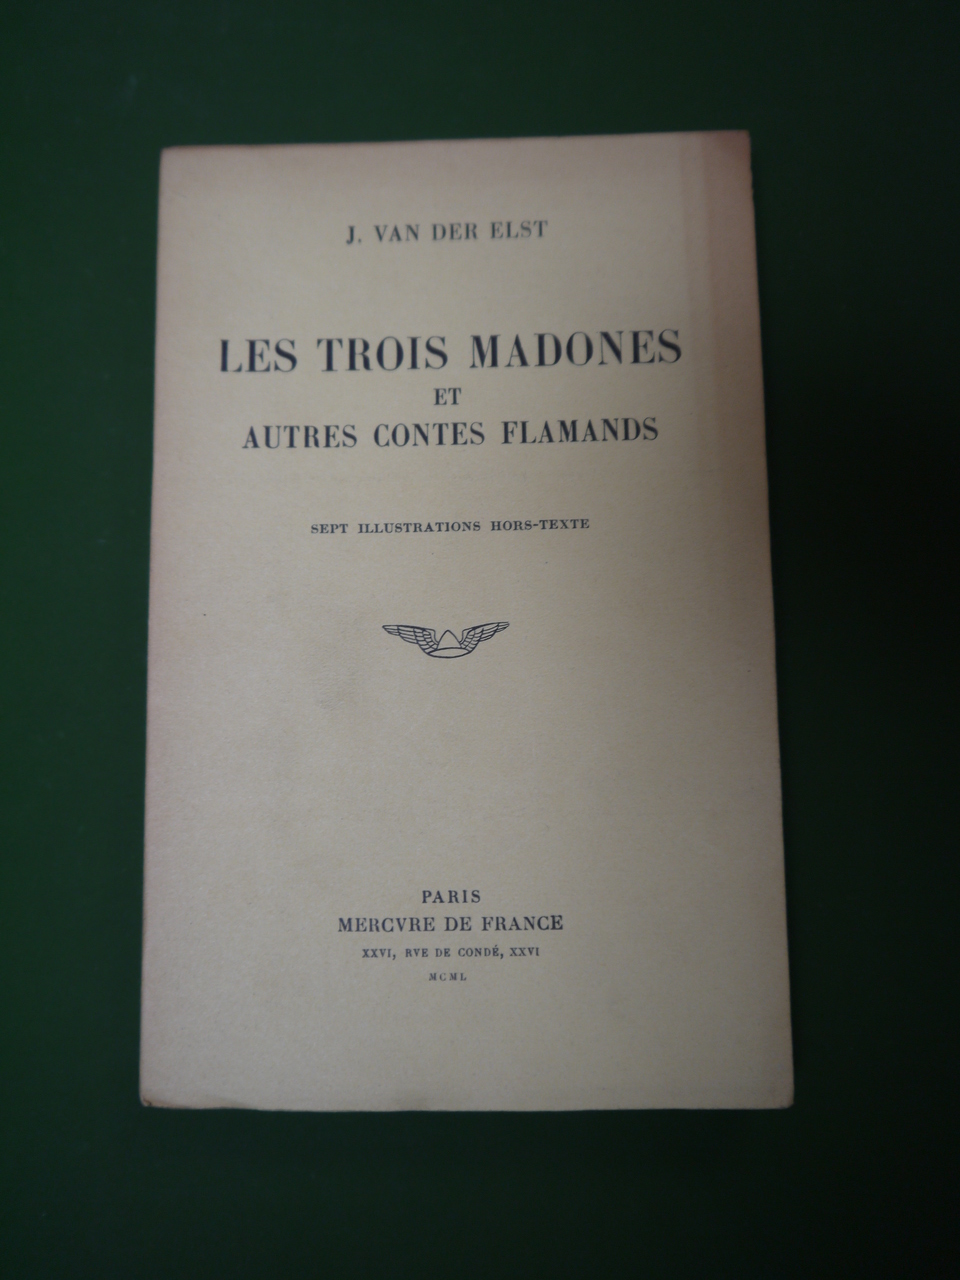 J. VAN DER ELST
LES TROIS MADONES
ET
AUTRES CONTES FLAMANDS
SEPT ILLUSTRATIONS HORS-TEXTE
PARIS
MERCVRE DE FRANCE
XXVI, RVE DE CONDÉ, XXVI
MCML